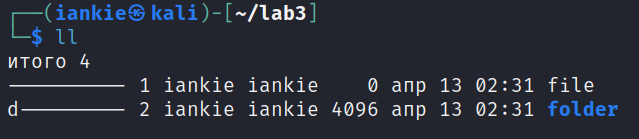 ┌──(iankie㉿kali)-[~/lab3]
└─$ ll
итого 4
---------- 1 iankie iankie    0 апр 13 02:31 file
d--------- 2 iankie iankie 4096 апр 13 02:31 folder